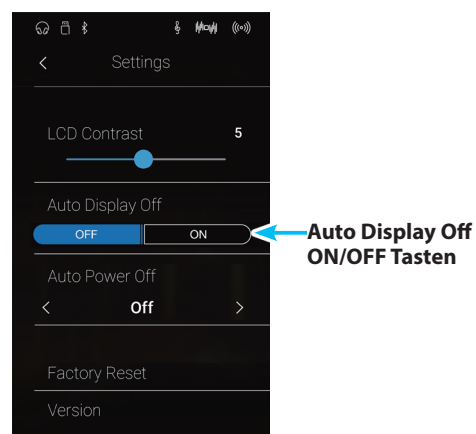 Settings
LCD Contrast 5
Auto Display Off
OFF ON
Auto Display Off
ON/OFF Tasten
Auto Power Off
Off
Factory Reset
Version